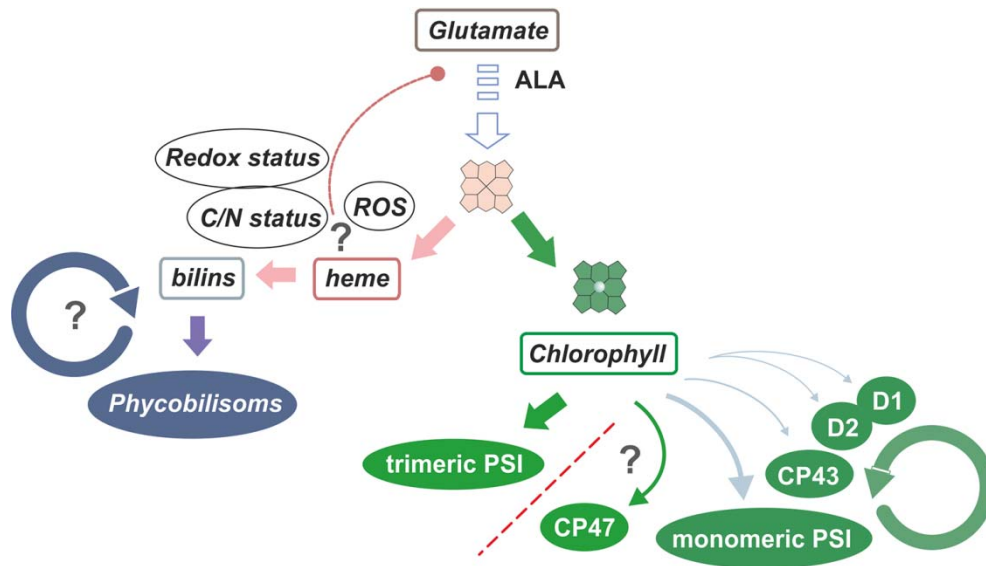 Glutamate
ALA
Redox status
C/N status
ROS
?
bilins
heme
?
Phycobilisoms
Chlorophyll
D1
D2
trimeric PSI
?
CP43
CP47
monomeric PSI